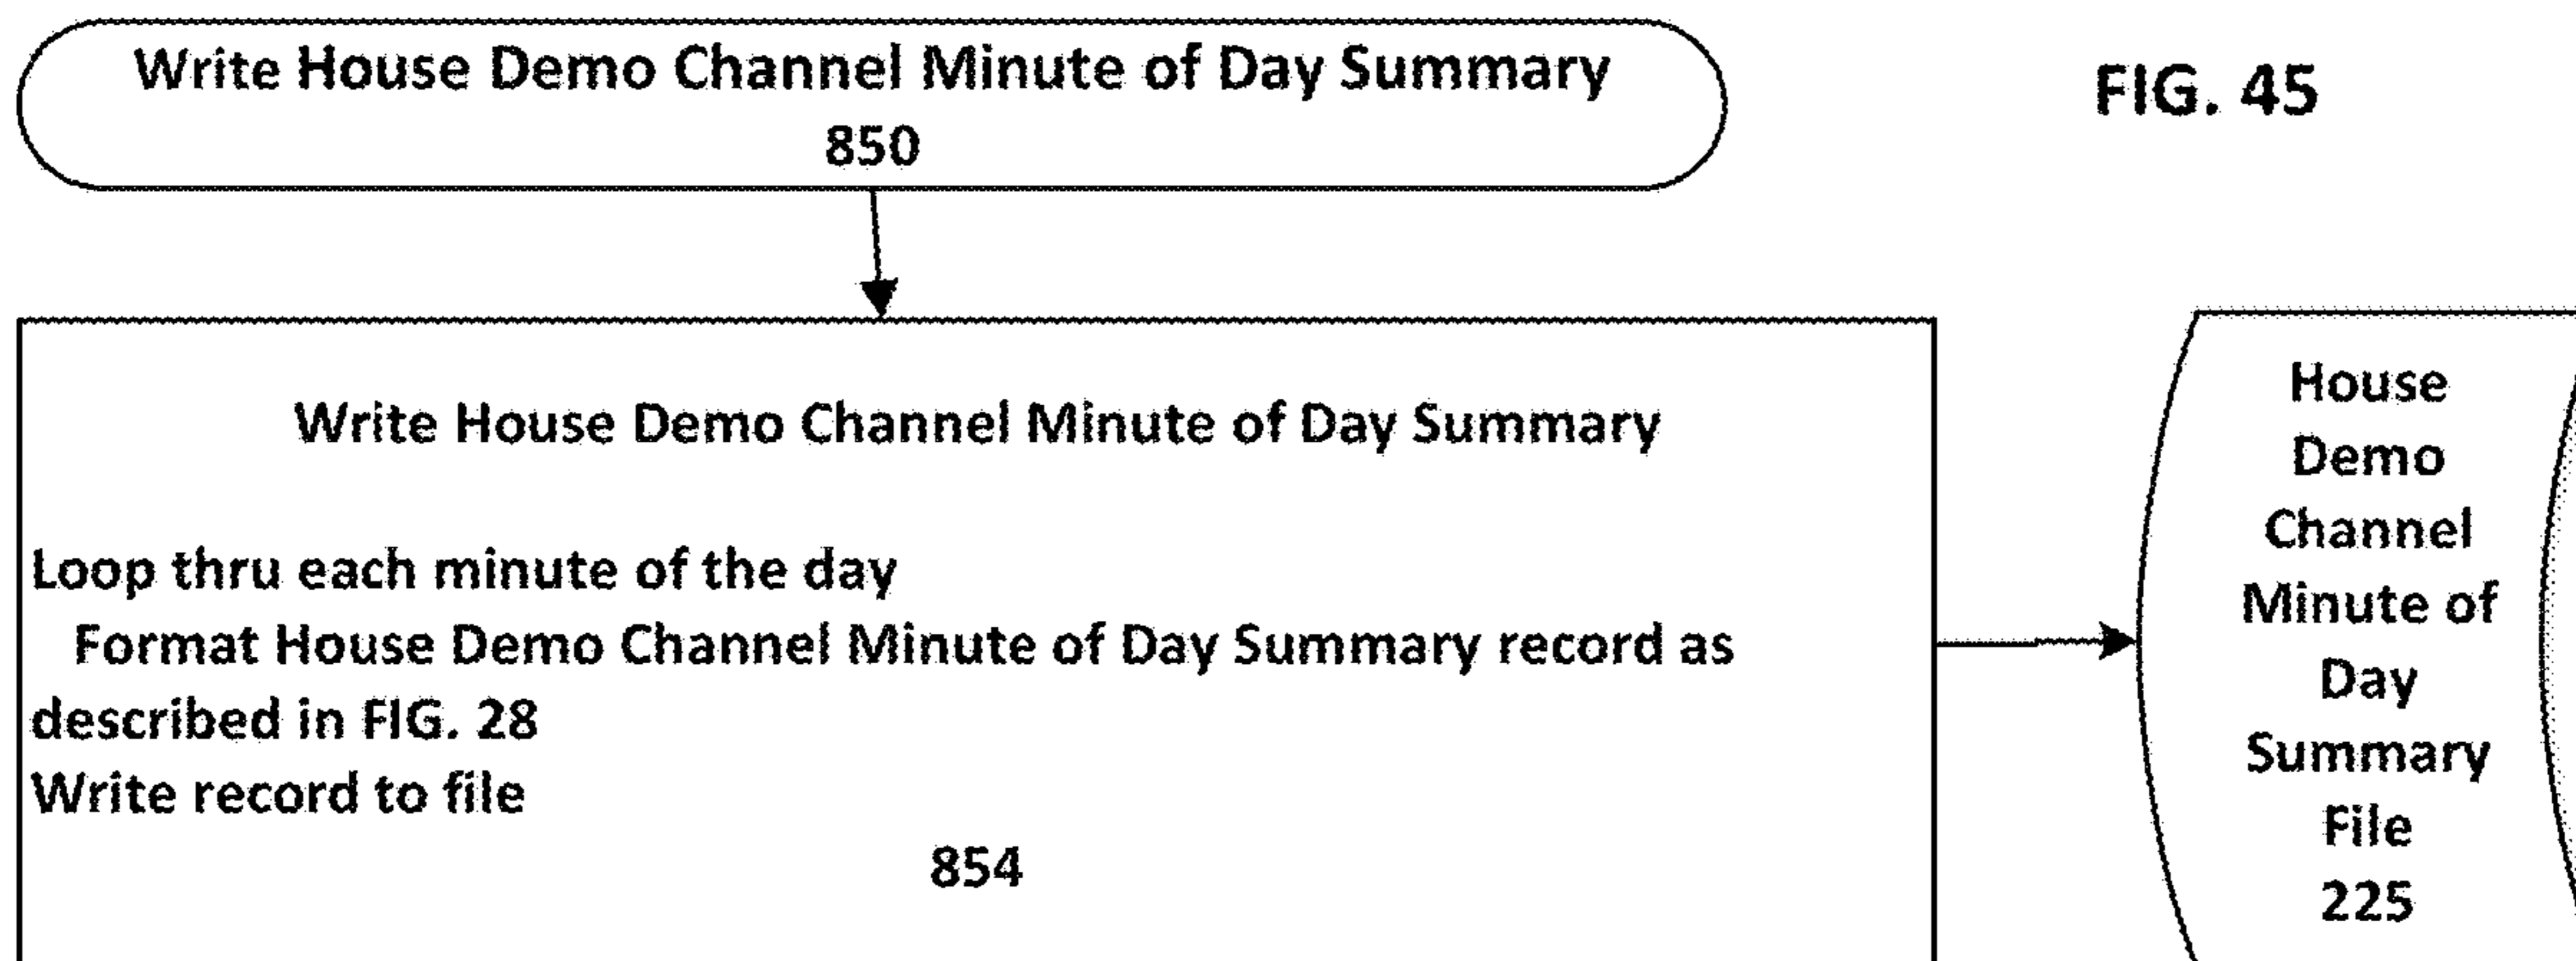 Write House Demo Channel Minute of Day Summary
850
FIG. 45
Write House Demo Channel Minute of Day Summary
Loop thru each minute of the day
Format House Demo Channel Minute of Day Summary record as
described in FIG. 28
Write record to file
854
House
Demo
Channel
Minute of
Day
Summary
File
225